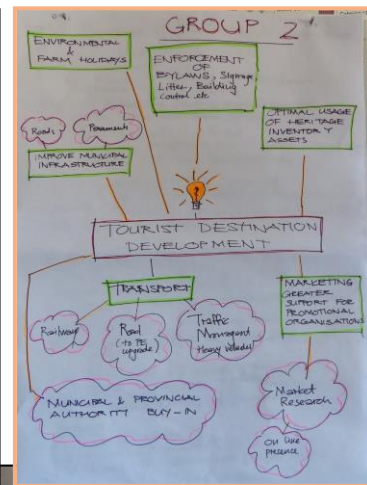 GROUP 2
ENVIRONMENTAL
&
FARM HOLIDAYS
ENFORCEMENT
OF
BYLAWS, Signage,
Litter, Building
Control .etc
OPTIMAL USAGE
OF HERITAGE
INVENTORY
ASSETS
Roads
Pavements
IMPROVE MUNICIPAL
INFRASTRUCTURE
TOURIST DESTINATION
DEVELOPMENT
TRANSPORT
Railways
Road
(to PE
upgrade)
Traffic
Managment
Heavy Vehicles
MARKETING
GREATER
SUPPORT FOR
PROMOTIONAL
ORGANISATION
Market
Research
On line
presence
MUNICIPAL & PROVINCIAL
AUTHORITY BUY-IN